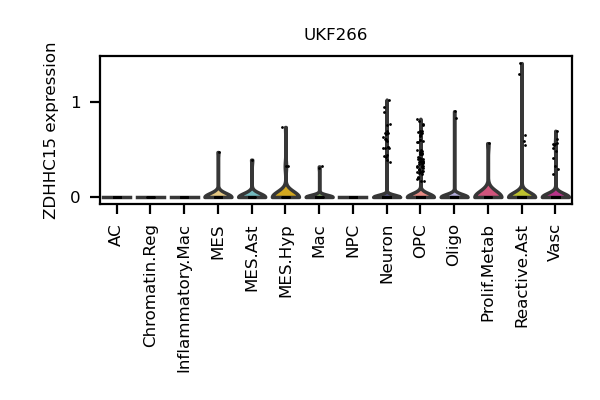 UKF266
ZDHHC15 expression
1
0
AC
Chromatin.Reg
Inflammatory.Mac
MES
MES.Ast
MES.Hyp
Mac
NPC
Neuron
OPC
Oligo
Prolif.Metab
Reactive.Ast
Vasc